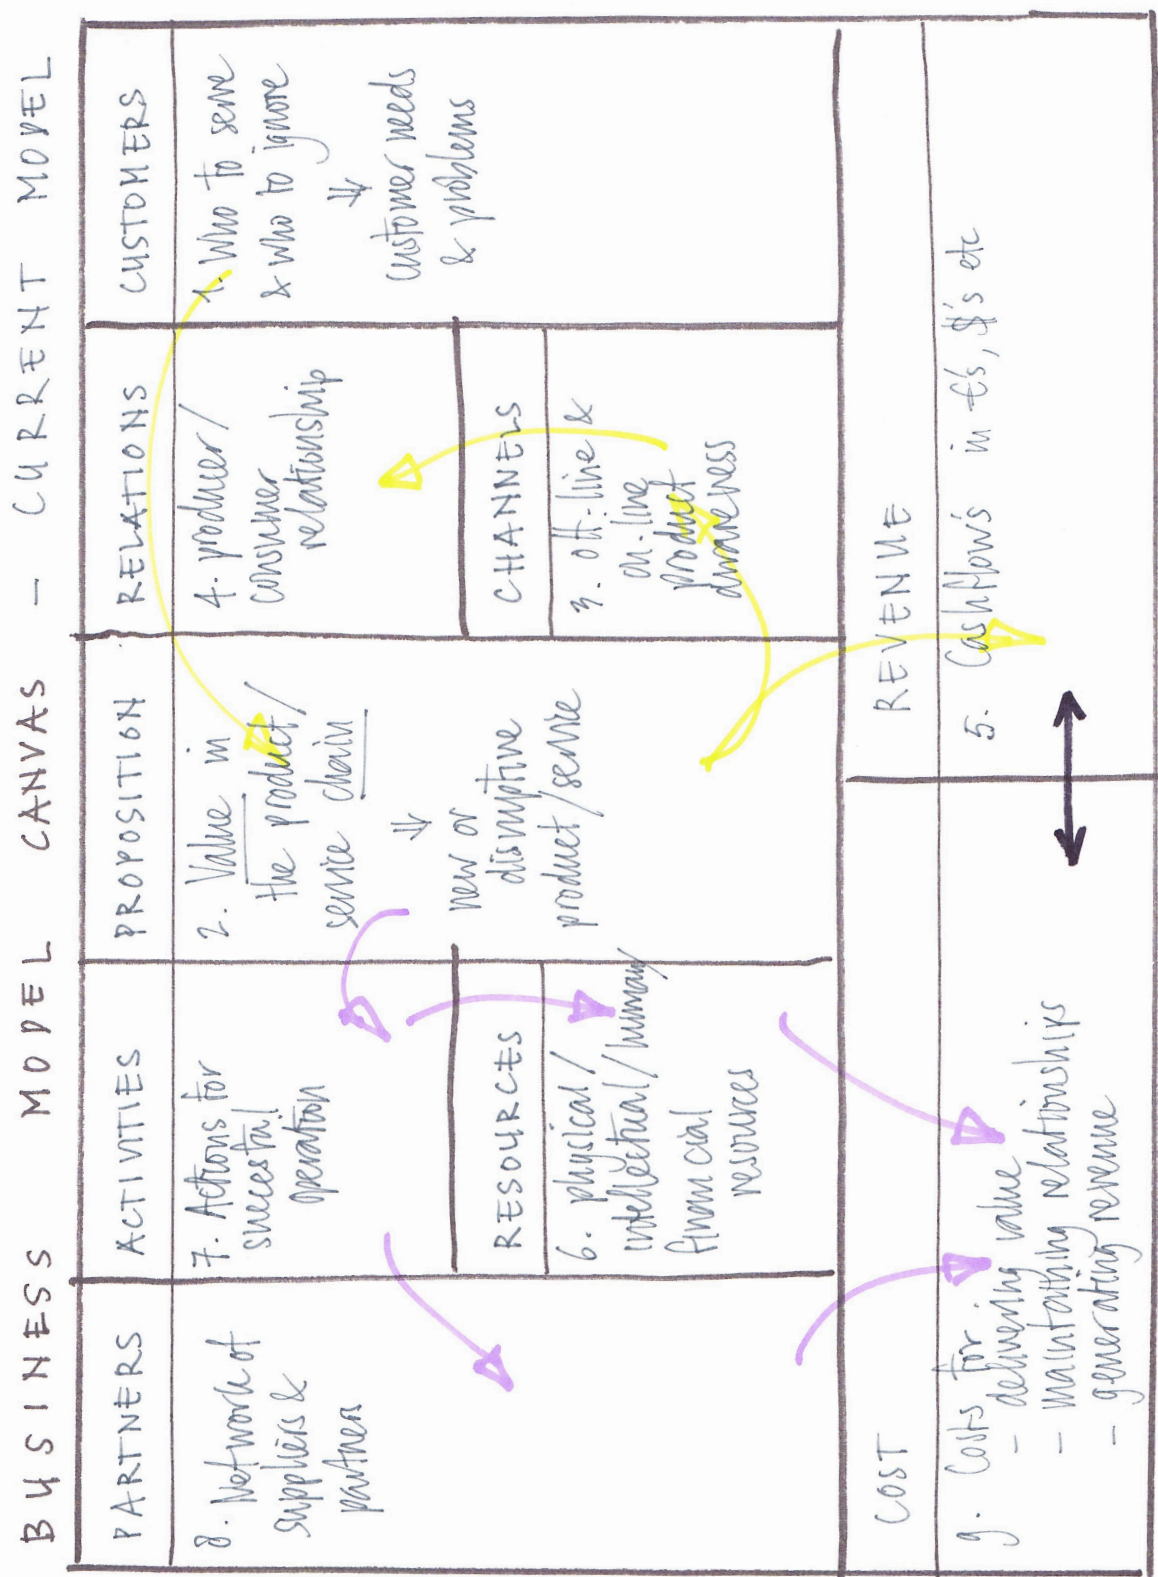 BUSINESS MODEL CANVAS - CURRENT MODEL
PARTNERS
8. Network of
suppliers &
partners
ACTIVITIES
7. Actions for
succesful
operation
RESOURCES
6. physical/
intellectual/human/
financial
resources
PROPOSITION
2. Value in
the product/
service chain
new or
disruptive
product/service
RELATIONS
4. producer/
consumer
relationship
CHANNELS
3. off-line &
on-line
product
awareness
CUSTOMERS
1. Who to serve
& who to ignore
customer needs
& problems
COST
9. Costs for
- delivering value
- maintaining relationships
- generating revenue
REVENUE
5. Cashflows in €'s, $'s etc